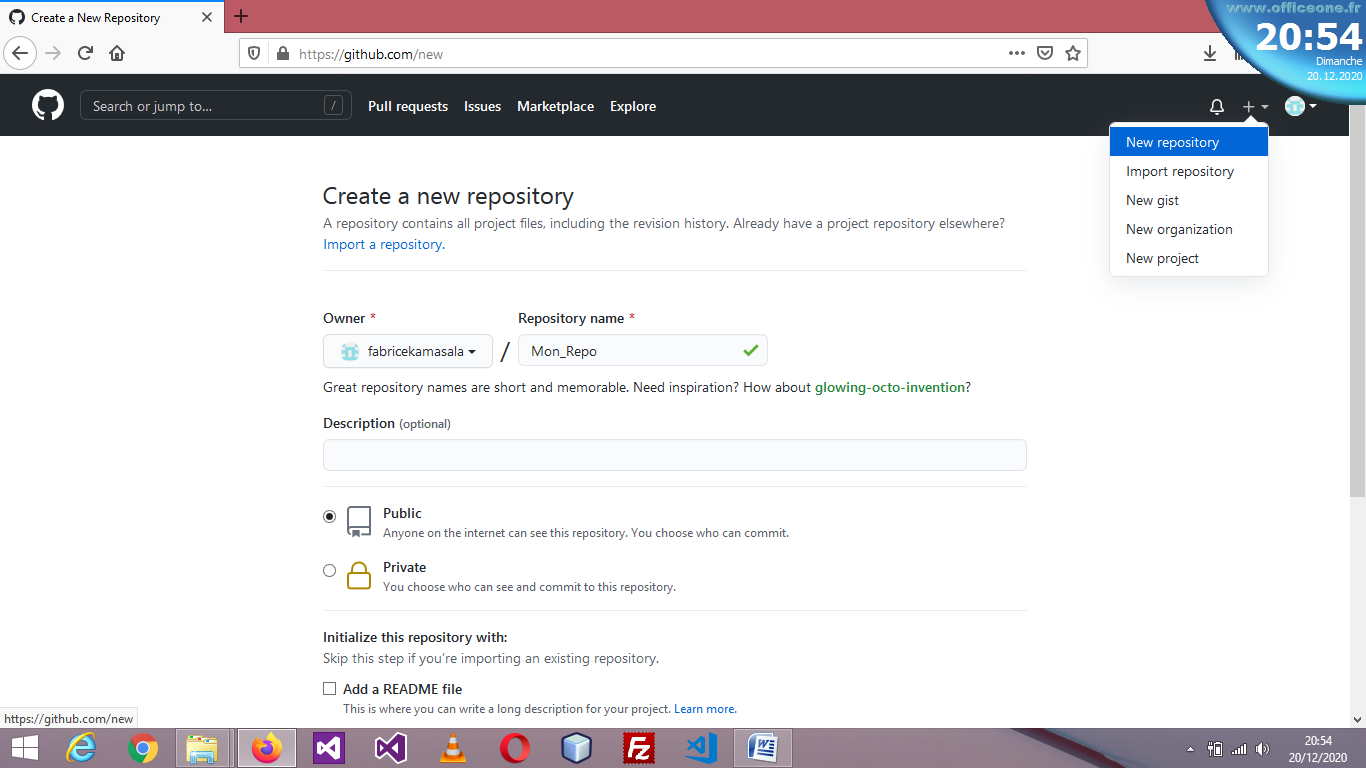 Create a New Repository
www.officeone.fr
20:54
Dimanche
20.12.2020
https://github.com/new
Search or jump to...
/
Pull requests
Issues
Marketplace
Explore
New repository
Import repository
New gist
New organization
New project
Create a new repository
A repository contains all project files, including the revision history. Already have a project repository elsewhere?
Import a repository.
Owner *
Repository name *
fabricekamasala
/
Mon_Repo
Great repository names are short and memorable. Need inspiration? How about glowing-octo-invention?
Description (optional)
Public
Anyone on the internet can see this repository. You choose who can commit.
Private
You choose who can see and commit to this repository.
Initialize this repository with:
Skip this step if you're importing an existing repository.
Add a README file
This is where you can write a long description for your project. Learn more.
https://github.com/new
20:54
20/12/2020